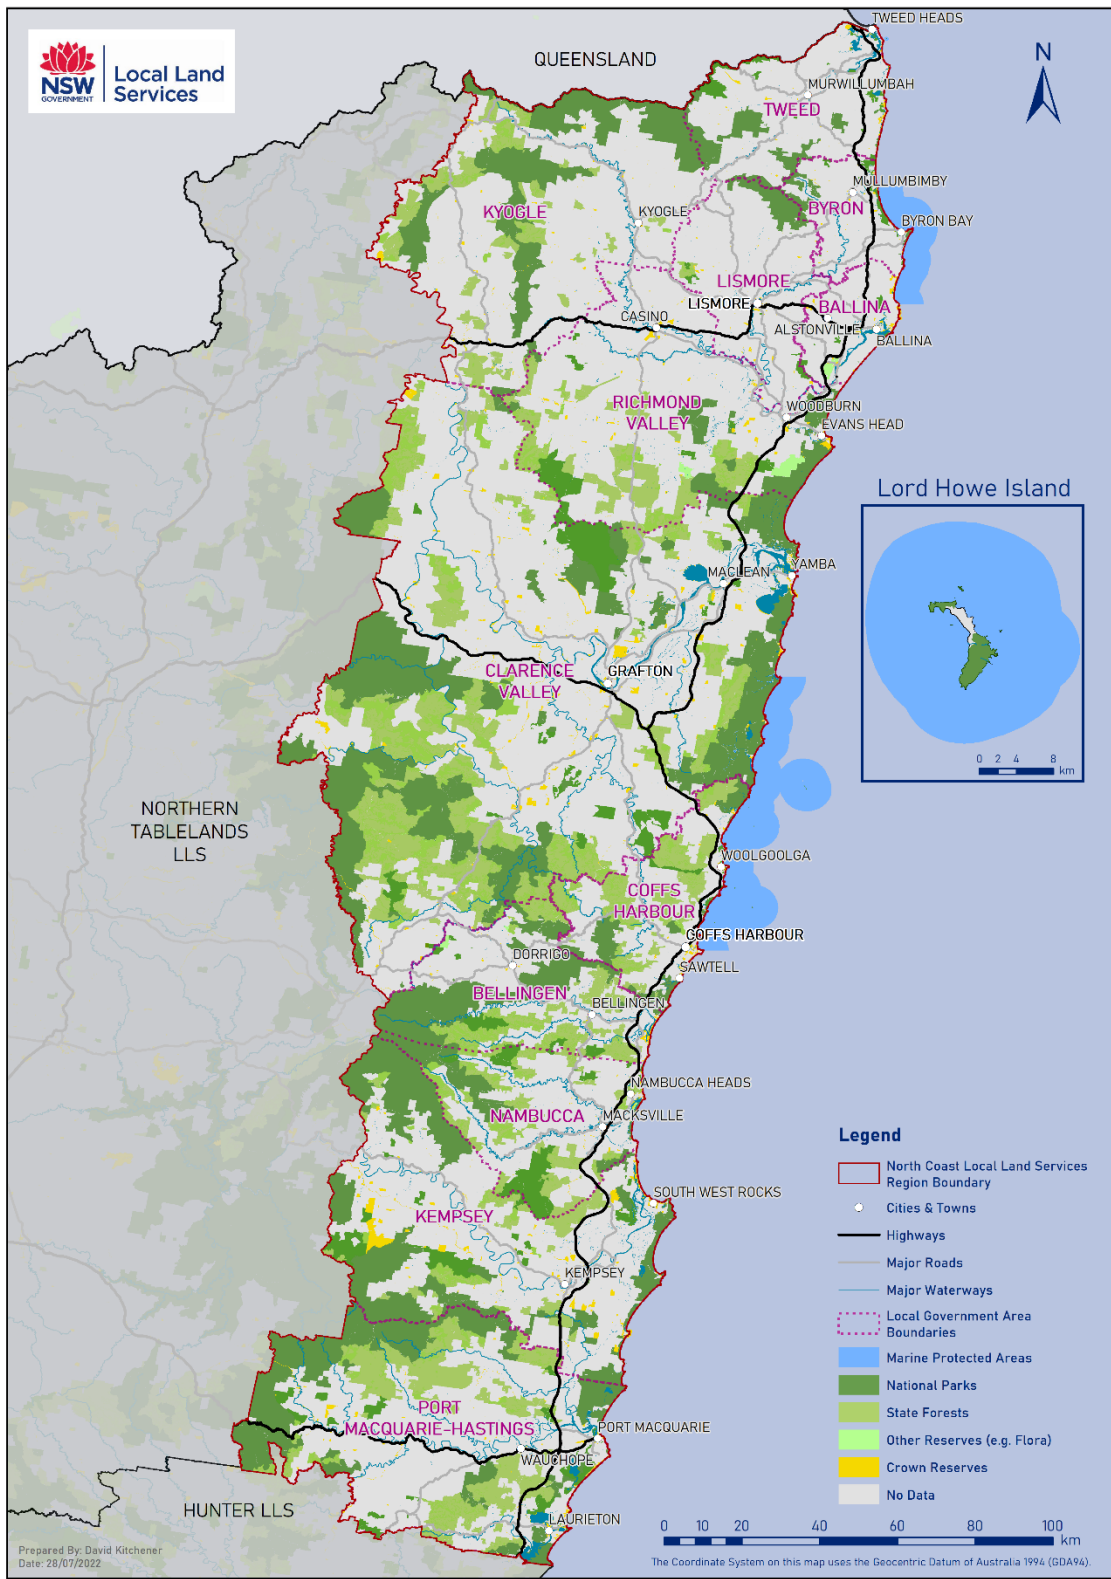 TWEED HEADS
NSW
GOVERNMENT
Local Land
Services
QUEENSLAND
N
MURWILLUMBAH
TWEED
MULLUMBIMBY
KYOGLE
KYOGLE
BYRON
BYRON BAY
LISMORE
LISMORE
BALLINA
CASINO
ALSTONVILLE
BALLINA
RICHMOND
VALLEY
WOODBURN
EVANS HEAD
Lord Howe Island
0 2 4 8
km
MACLEAN
YAMBA
CLARENCE
VALLEY
GRAFTON
NORTHERN
TABLELANDS
LLS
WOOLGOOLGA
COFFS
HARBOUR
COFFS HARBOUR
DORRIGO
SAWTELL
BELLINGEN
BELLINGEN
NAMBUCCA HEADS
NAMBUCCA
MACKSVILLE
SOUTH WEST ROCKS
KEMPSEY
KEMPSEY
PORT
MACQUARIE-HASTINGS
PORT MACQUARIE
WAUCHOPE
HUNTER LLS
LAURIETON
Legend
North Coast Local Land Services
Region Boundary
Cities & Towns
Highways
Major Roads
Major Waterways
Local Government Area
Boundaries
Marine Protected Areas
National Parks
State Forests
Other Reserves (e.g. Flora)
Crown Reserves
No Data
0 10 20 40 60 80 100
km
Prepared By: David Kitchener
Date: 28/07/2022
The Coordinate System on this map uses the Geocentric Datum of Australia 1994 (GDA94).